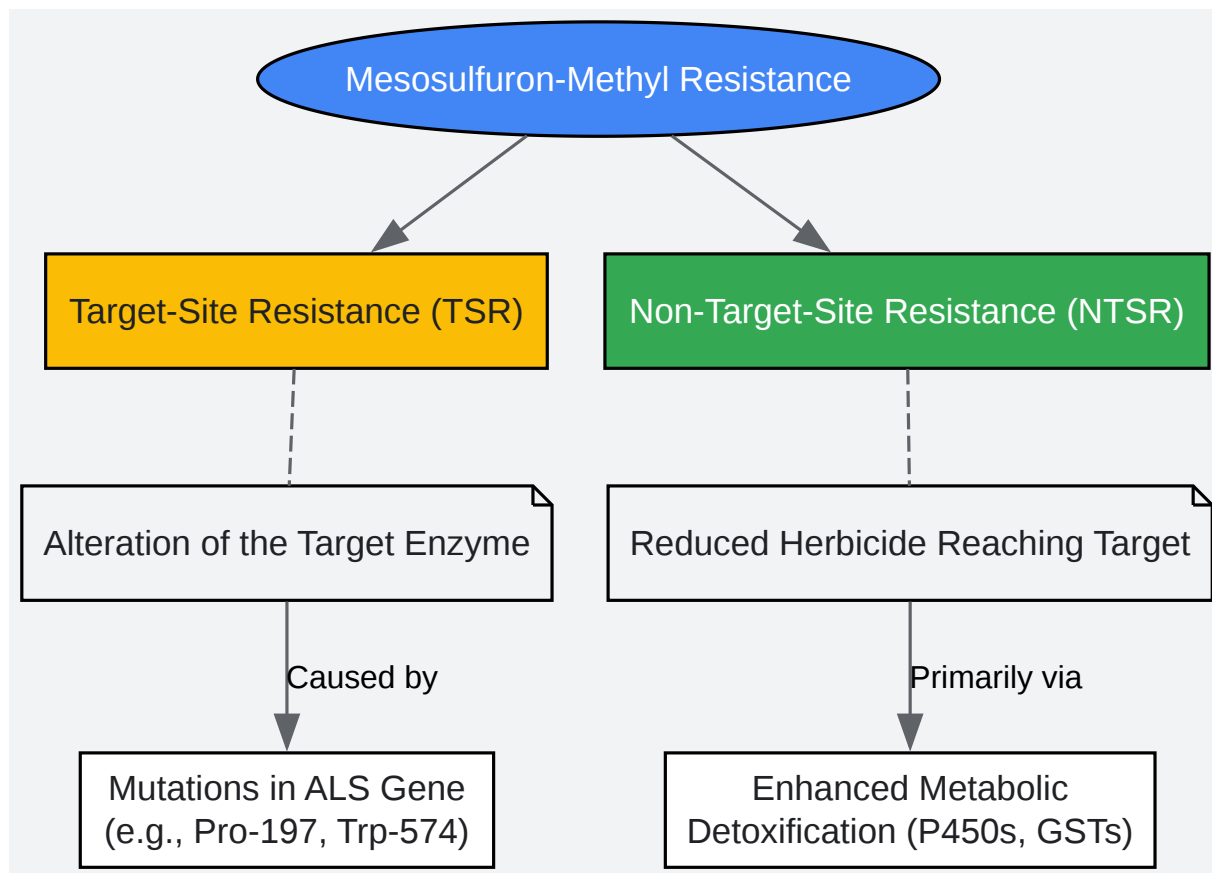 Mesosulfuron-Methyl Resistance
Target-Site Resistance (TSR)
Non-Target-Site Resistance (NTSR)
Alteration of the Target Enzyme
Reduced Herbicide Reaching Target
Caused by
Primarily via
Mutations in ALS Gene
(e.g., Pro-197, Trp-574)
Enhanced Metabolic
Detoxification (P450s, GSTs)